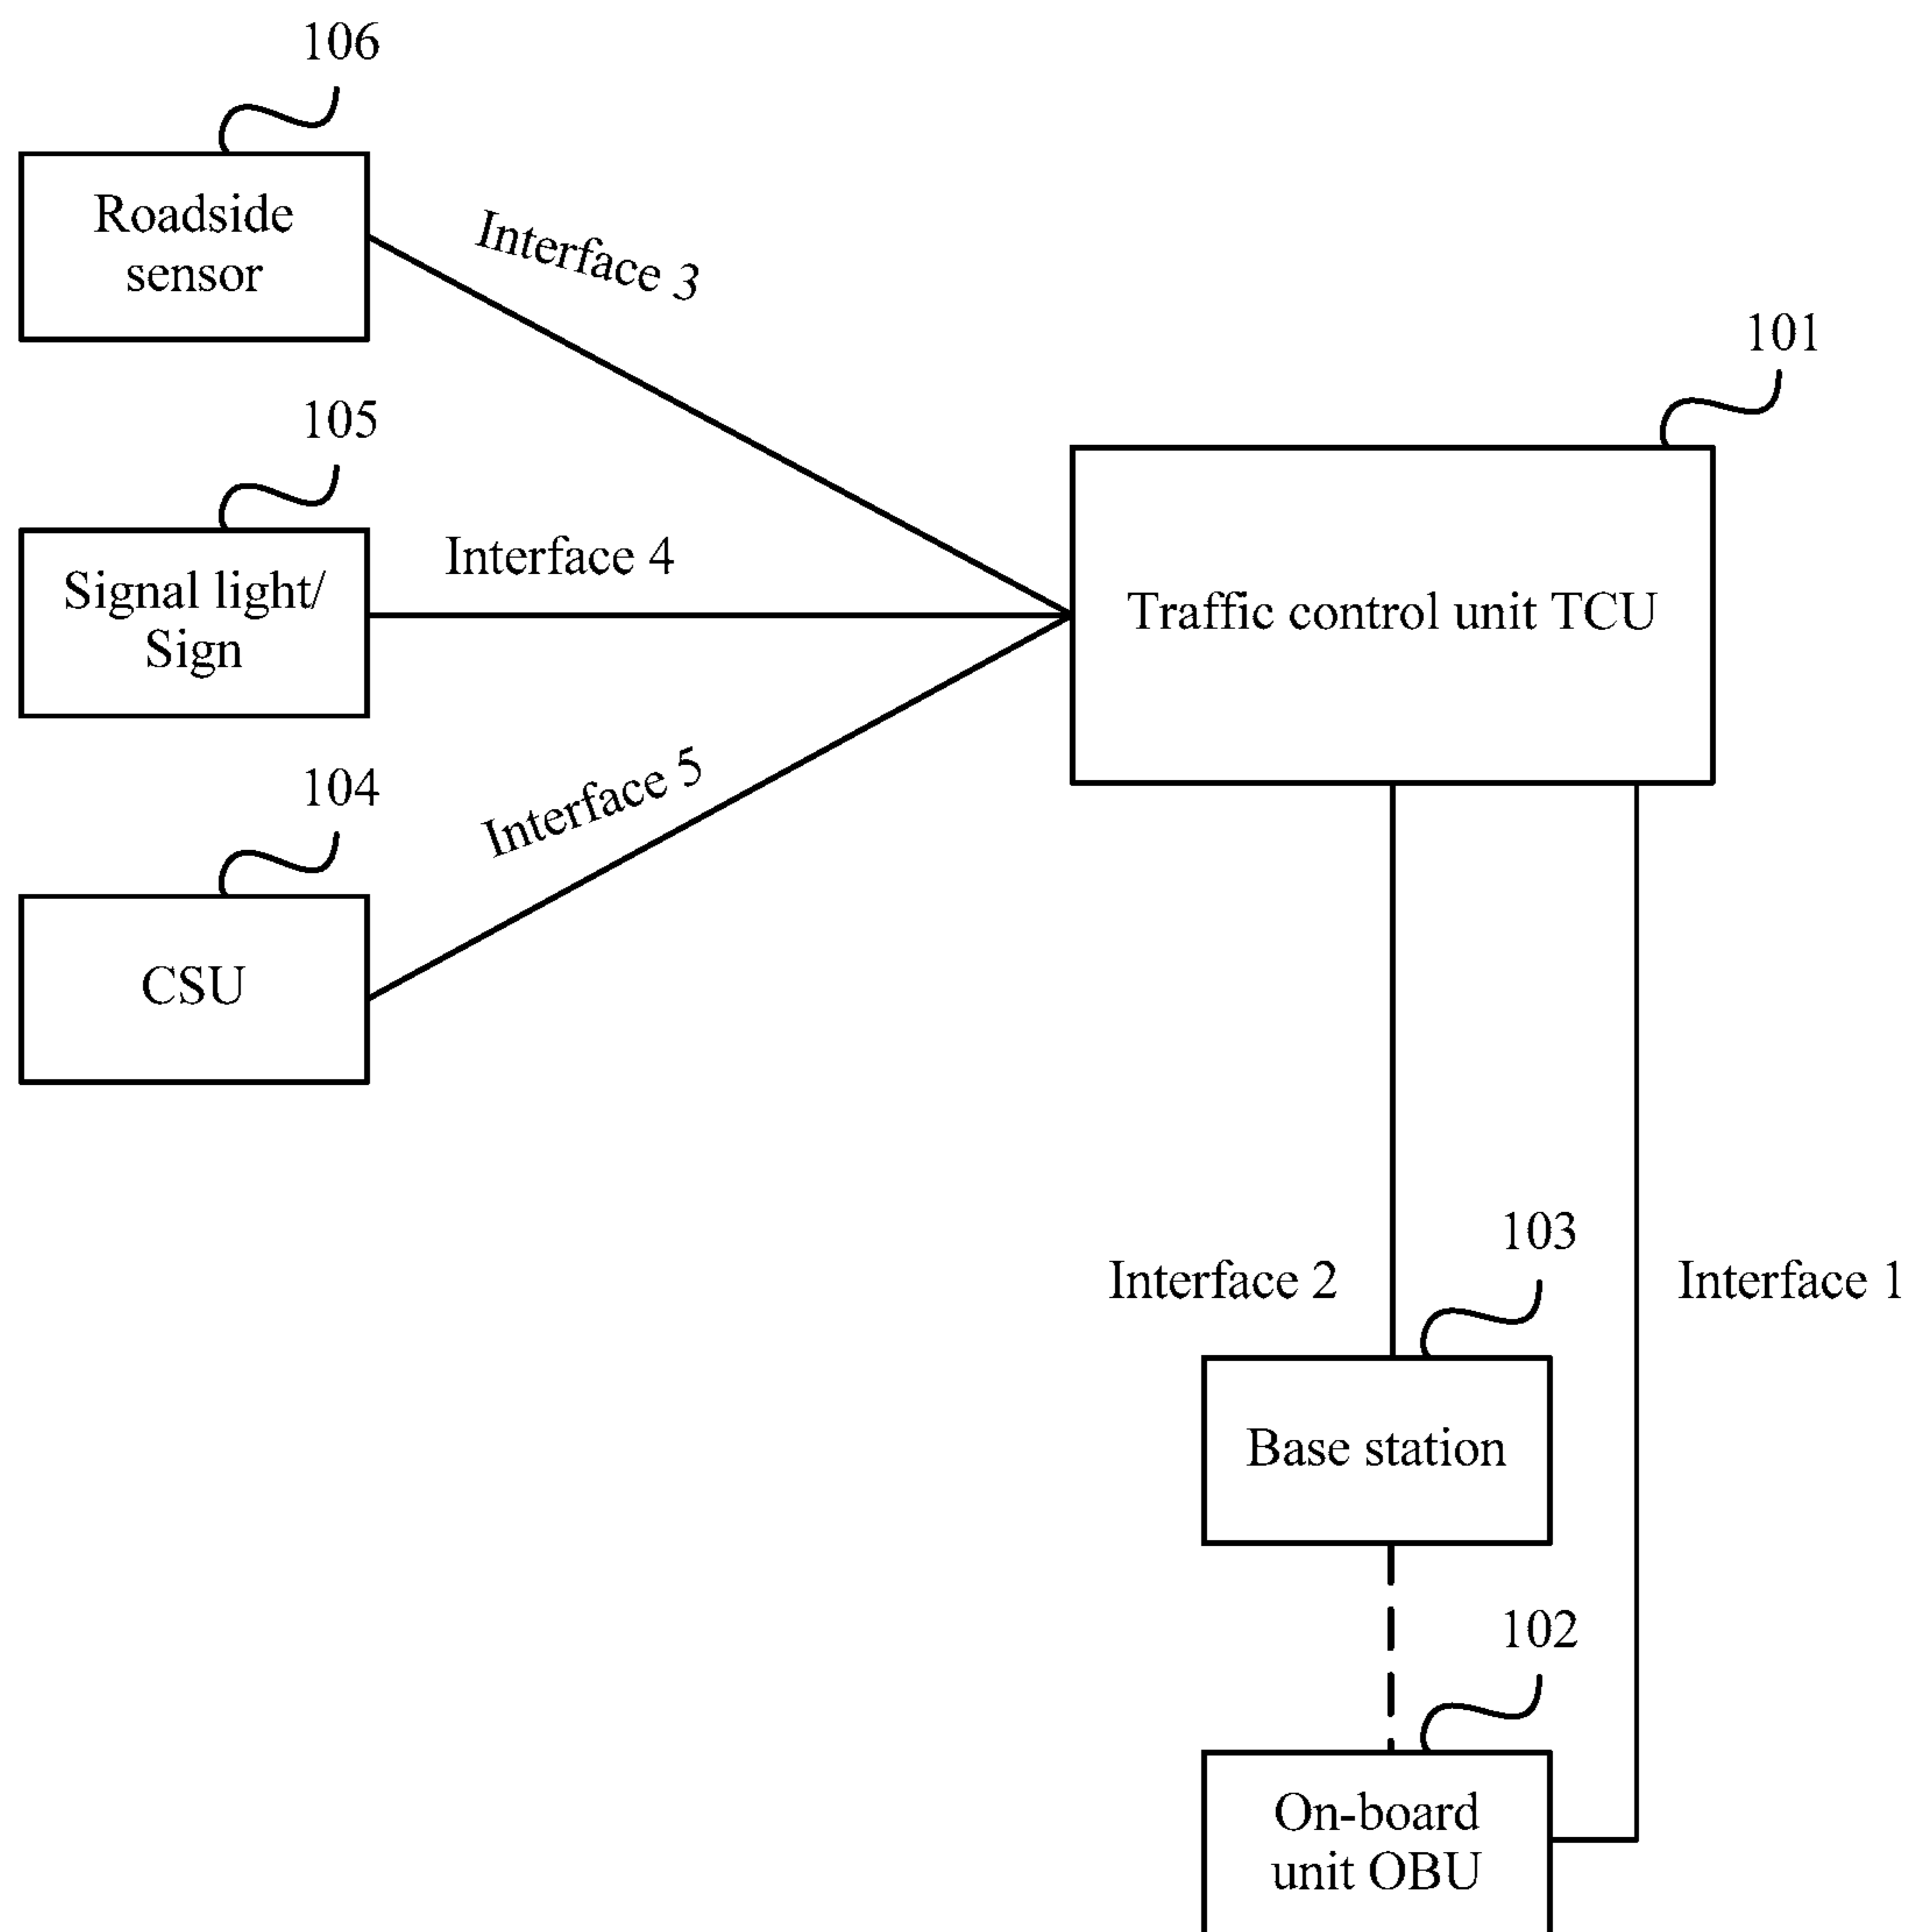 106
Roadside
sensor
Interface 3
101
105
Signal light/
Sign
Interface 4
Traffic control unit TCU
104
CSU
Interface 5
103
Interface 2
Interface 1
Base station
102
On-board
unit OBU